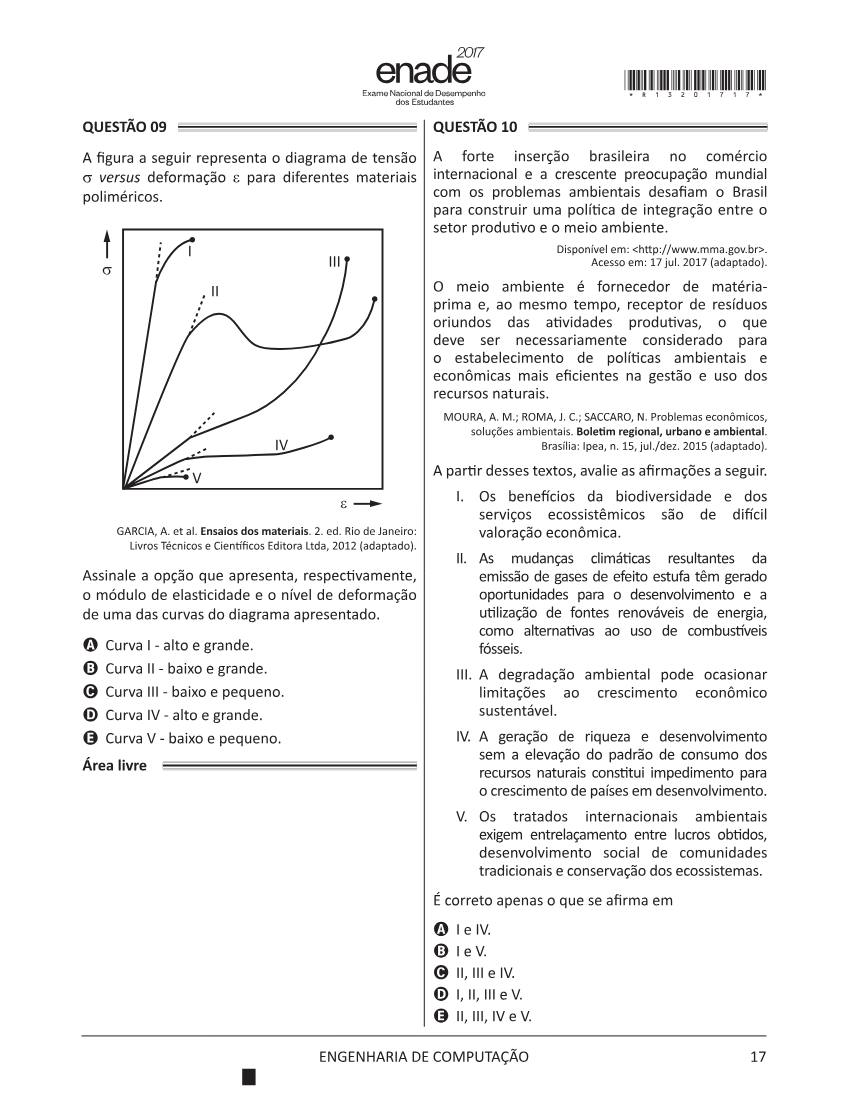 2017
enade
Exame Nacional de Desempenho
dos Estudantes
*R1320171 7*
QUESTÃO 09
A figura a seguir representa o diagrama de tensão
σ versus deformação ε para diferentes materiais
poliméricos.
σ
I
II
III
IV
V
ε
GARCIA, A. et al. Ensaios dos materiais. 2. ed. Rio de Janeiro:
Livros Técnicos e Científicos Editora Ltda, 2012 (adaptado).
Assinale a opção que apresenta, respectivamente,
o módulo de elasticidade e o nível de deformação
de uma das curvas do diagrama apresentado.
A Curva I - alto e grande.
B Curva II - baixo e grande.
C Curva III - baixo e pequeno.
D Curva IV - alto e grande.
E Curva V - baixo e pequeno.
Área livre
QUESTÃO 10
A forte inserção brasileira no comércio
internacional e a crescente preocupação mundial
com os problemas ambientais desafiam o Brasil
para construir uma política de integração entre o
setor produtivo e o meio ambiente.
Disponível em: <http://www.mma.gov.br>.
Acesso em: 17 jul. 2017 (adaptado).
O meio ambiente é fornecedor de matéria-
prima e, ao mesmo tempo, receptor de resíduos
oriundos das atividades produtivas, o que
deve ser necessariamente considerado para
o estabelecimento de políticas ambientais e
econômicas mais eficientes na gestão e uso dos
recursos naturais.
MOURA, A. M.; ROMA, J. C.; SACCARO, N. Problemas econômicos,
soluções ambientais. Boletim regional, urbano e ambiental.
Brasília: Ipea, n. 15, jul./dez. 2015 (adaptado).
A partir desses textos, avalie as afirmações a seguir.
I. Os benefícios da biodiversidade e dos
serviços ecossistêmicos são de difícil
valoração econômica.
II. As mudanças climáticas resultantes da
emissão de gases de efeito estufa têm gerado
oportunidades para o desenvolvimento e a
utilização de fontes renováveis de energia,
como alternativas ao uso de combustíveis
fósseis.
III. A degradação ambiental pode ocasionar
limitações ao crescimento econômico
sustentável.
IV. A geração de riqueza e desenvolvimento
sem a elevação do padrão de consumo dos
recursos naturais constitui impedimento para
o crescimento de países em desenvolvimento.
V. Os tratados internacionais ambientais
exigem entrelaçamento entre lucros obtidos,
desenvolvimento social de comunidades
tradicionais e conservação dos ecossistemas.
É correto apenas o que se afirma em
A I e IV.
B I e V.
C II, III e IV.
D I, II, III e V.
E II, III, IV e V.
ENGENHARIA DE COMPUTAÇÃO
17